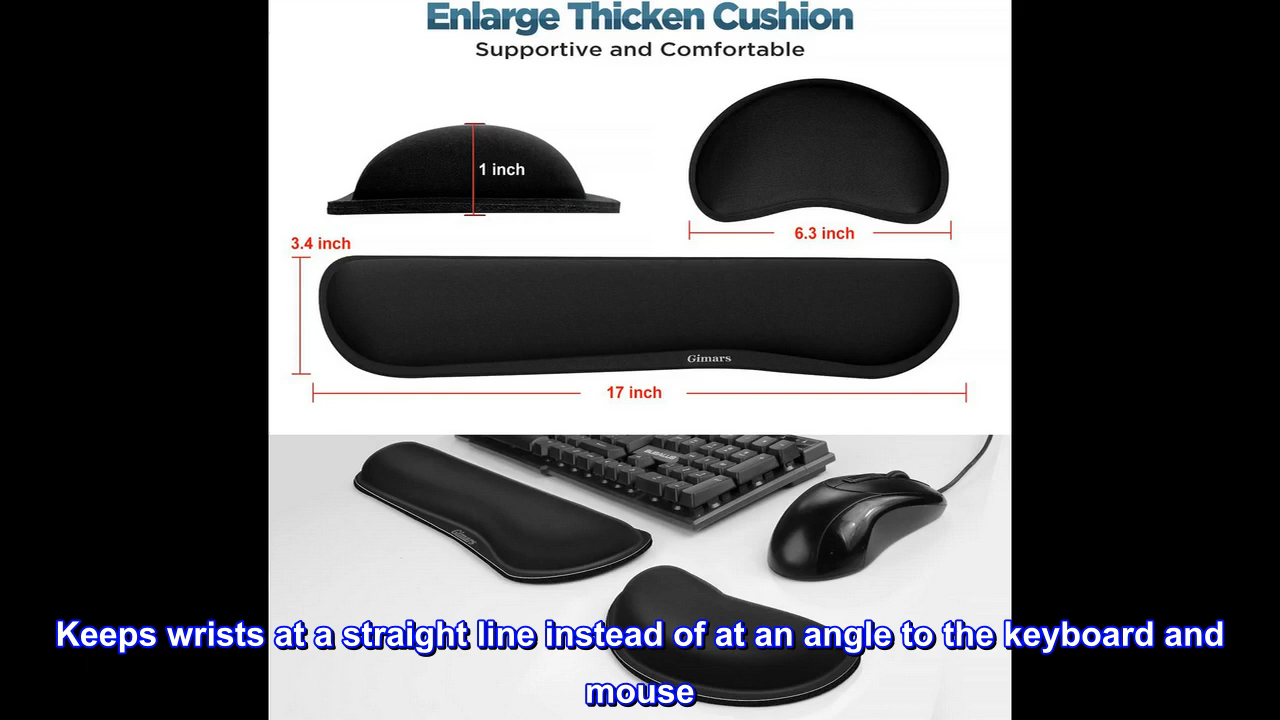 Enlarge Thicken Cushion
Supportive and Comfortable
1 inch
6.3 inch
3.4 inch
Gimars
17 inch
Gimars
Keeps wrists at a straight line instead of at an angle to the keyboard and
mouse